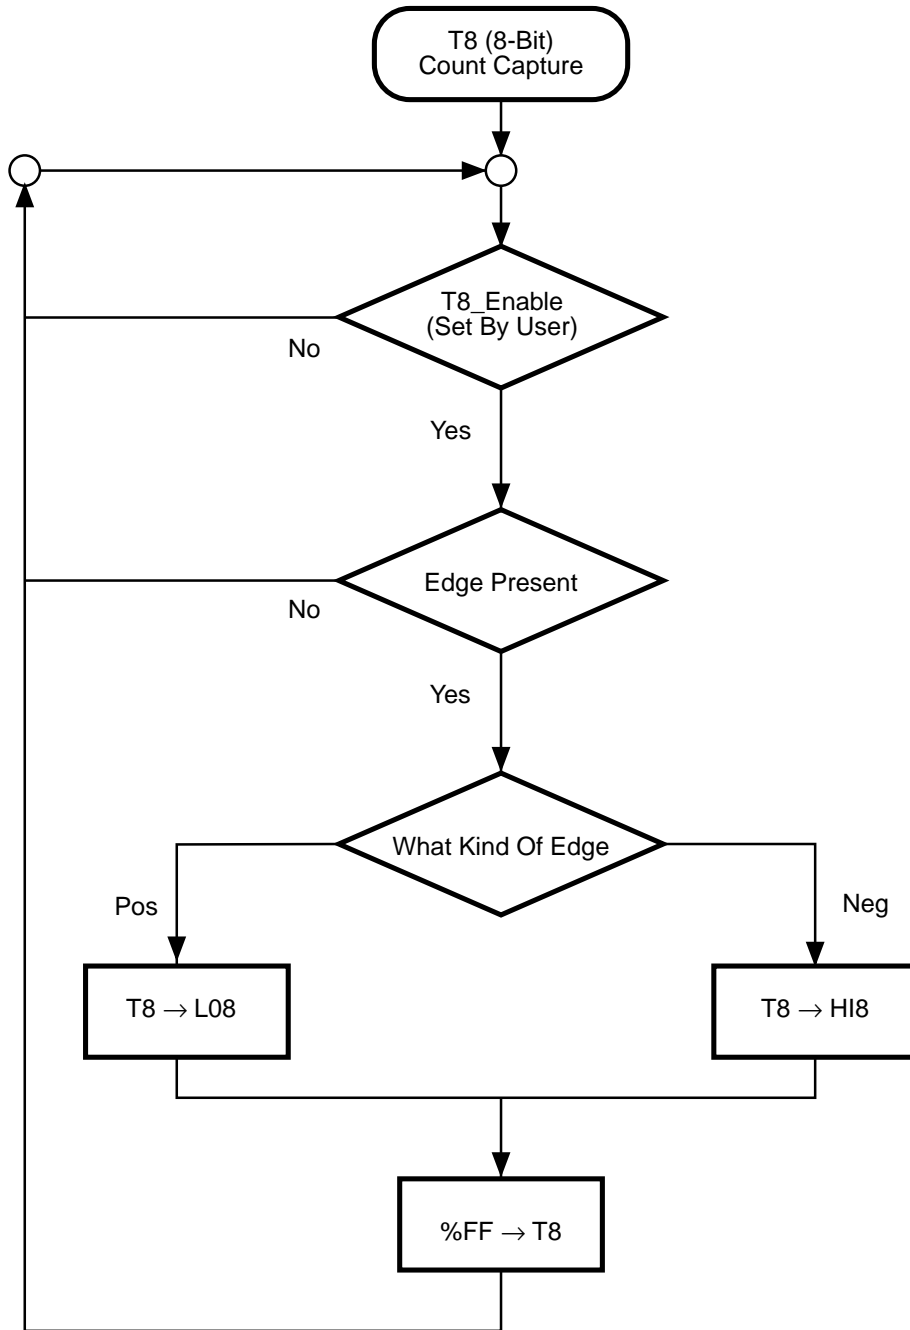 T8 (8-Bit)
Count Capture
T8_Enable
(Set By User)
No
Yes
Edge Present
No
Yes
What Kind Of Edge
Pos
Neg
T8 → L08
T8 → HI8
%FF → T8